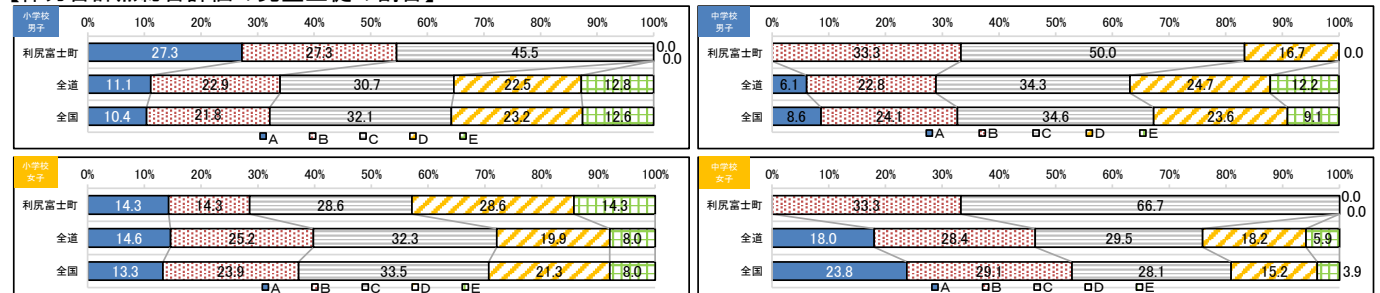 小学校
男子
0% 10% 20% 30% 40% 50% 60% 70% 80% 90% 100%
利尻富士町 27.3 27.3 45.5 0.0
0.0
全道 11.1 22.9 30.7 22.5 12.8
全国 10.4 21.8 32.1 23.2 12.6
A B C D E
中学校
男子
0% 10% 20% 30% 40% 50% 60% 70% 80% 90% 100%
利尻富士町 33.3 50.0 16.7 0.0
全道 6.1 22.8 34.3 24.7 12.2
全国 8.6 24.1 34.6 23.6 9.1
A B C D E
小学校
女子
0% 10% 20% 30% 40% 50% 60% 70% 80% 90% 100%
利尻富士町 14.3 14.3 28.6 28.6 14.3
全道 14.6 25.2 32.3 19.9 8.0
全国 13.3 23.9 33.5 21.3 8.0
A B C D E
中学校
女子
0% 10% 20% 30% 40% 50% 60% 70% 80% 90% 100%
利尻富士町 33.3 66.7 0.0
0.0
全道 18.0 28.4 29.5 18.2 5.9
全国 23.8 29.1 28.1 15.2 3.9
A B C D E